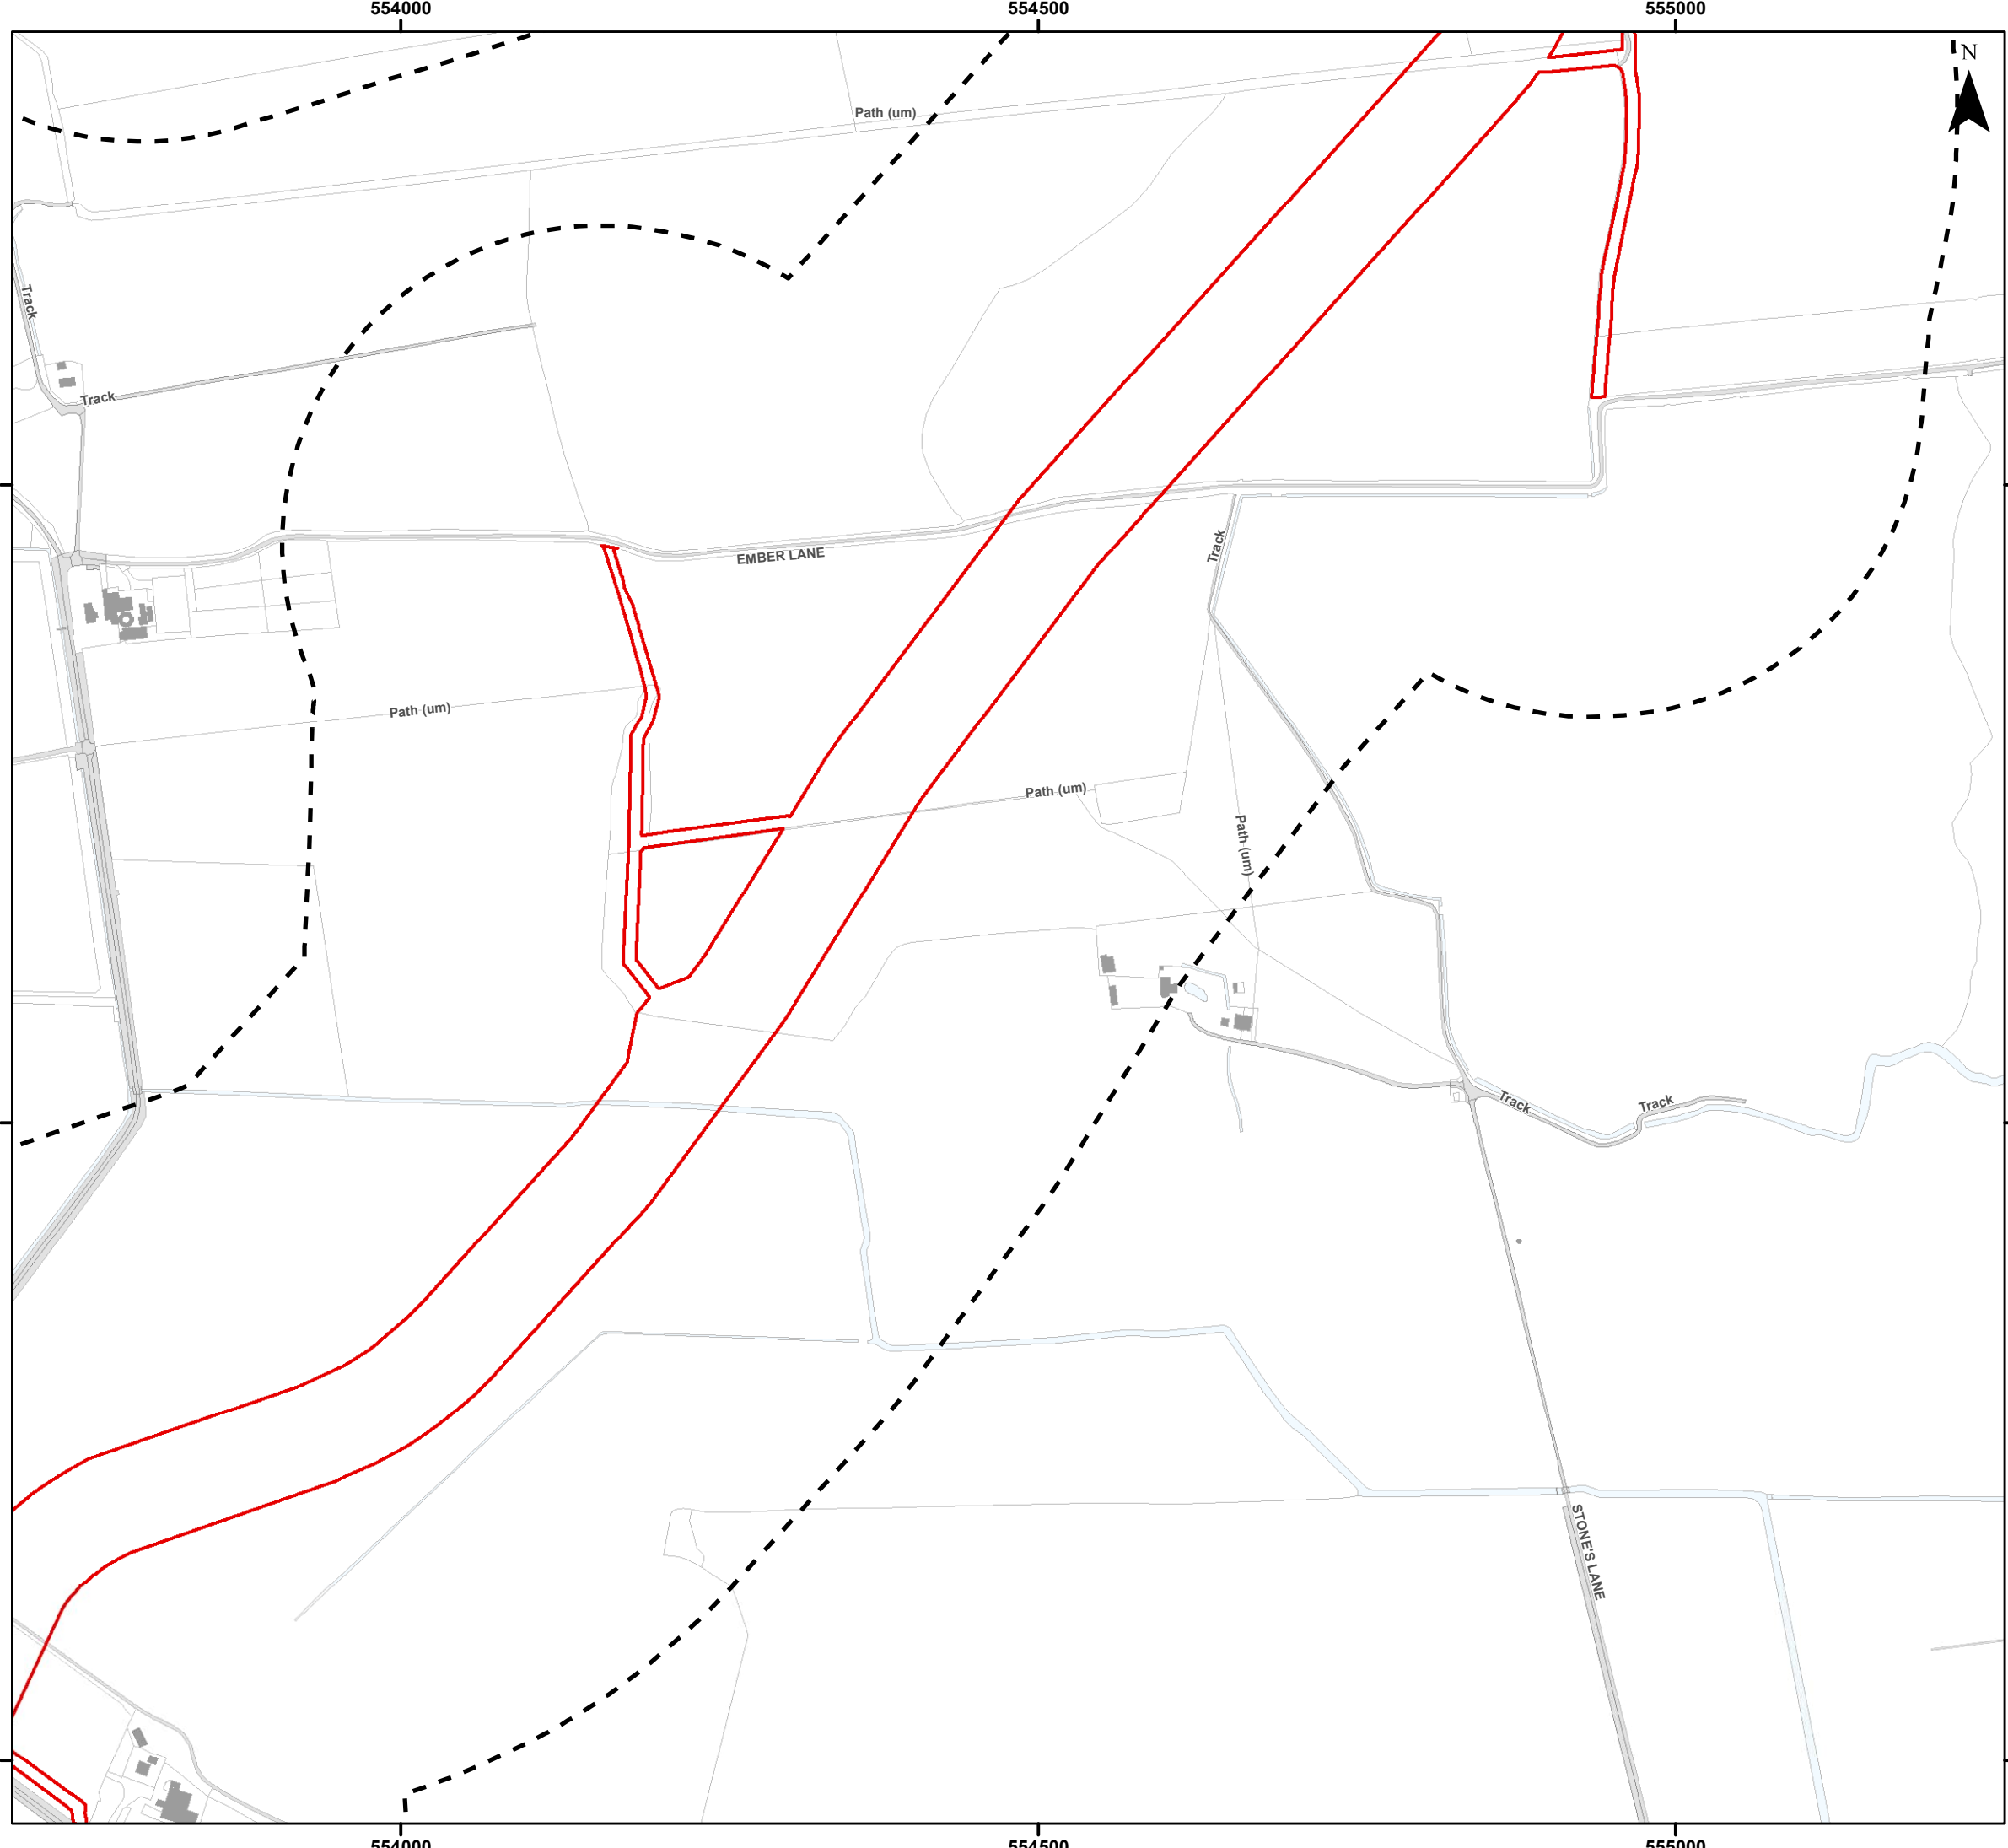 554000
554500
555000
N
Path (um)
Track
Track
EMBER LANE
Track
Path (um)
Path (um)
Path (um)
Track
Track
STONE'S LANE
554000
554500
555000